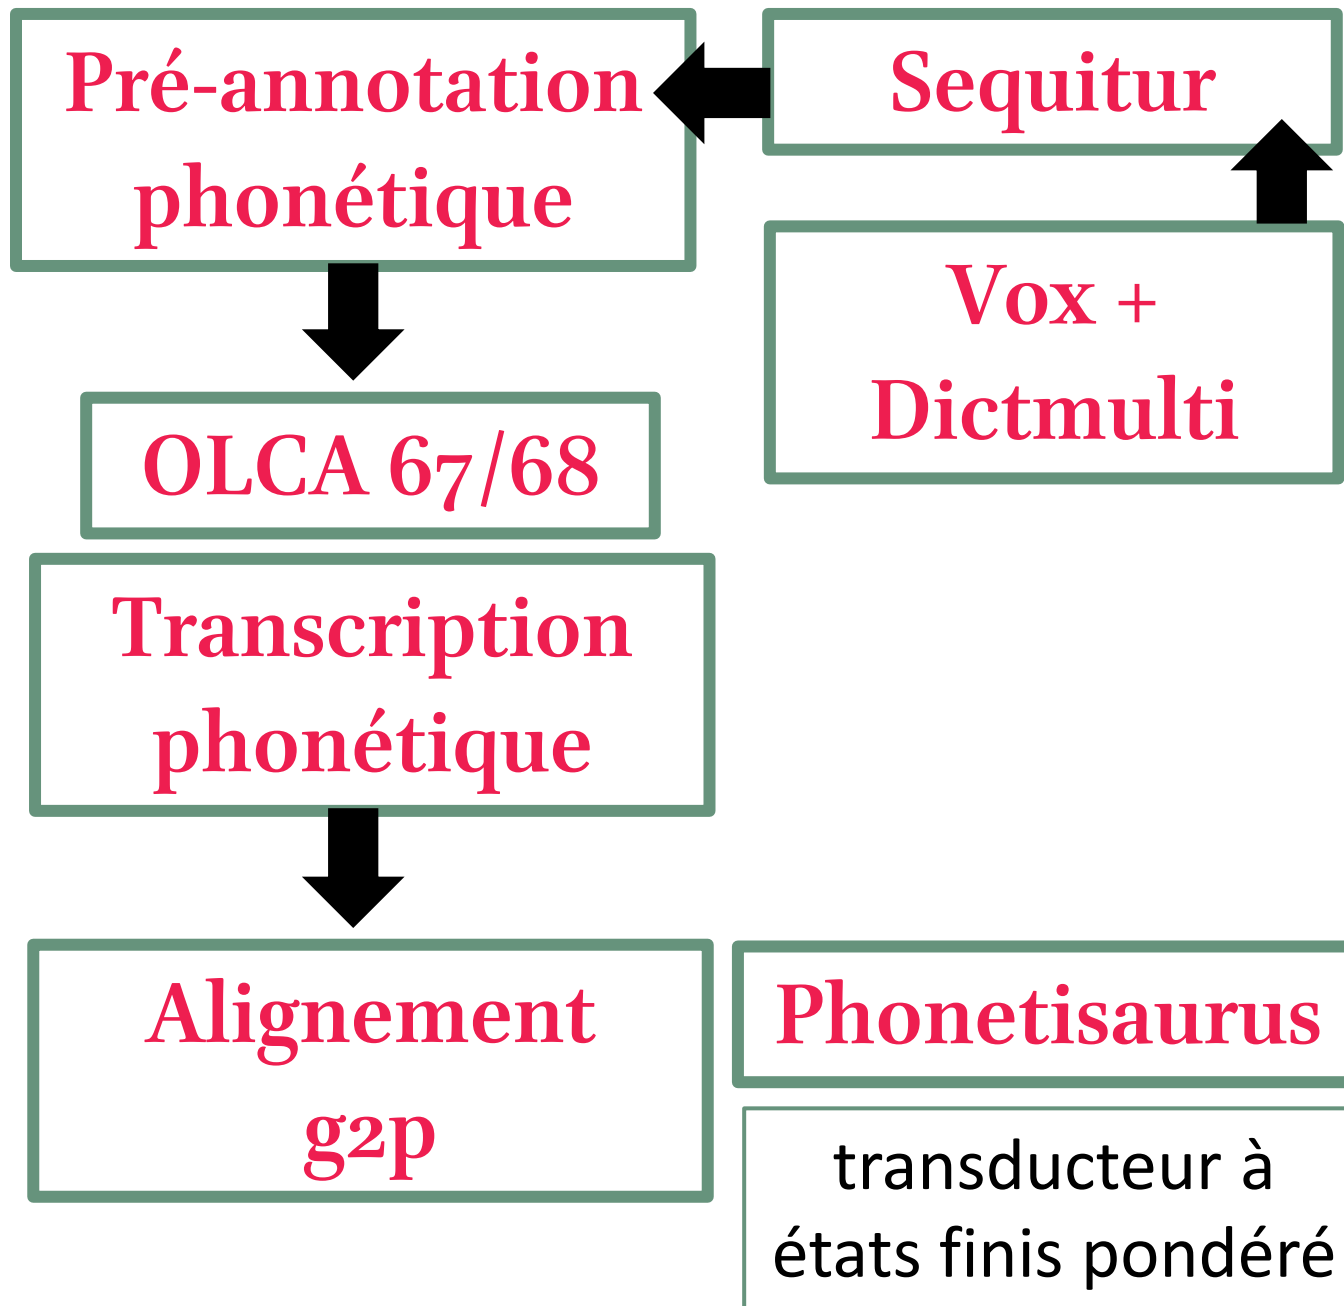 Pré-annotation
phonétique
Sequitur
Vox +
Dictmulti
OLCA 67/68
Transcription
phonétique
Alignement
g2p
Phonetisaurus
transducteur à
états finis pondéré